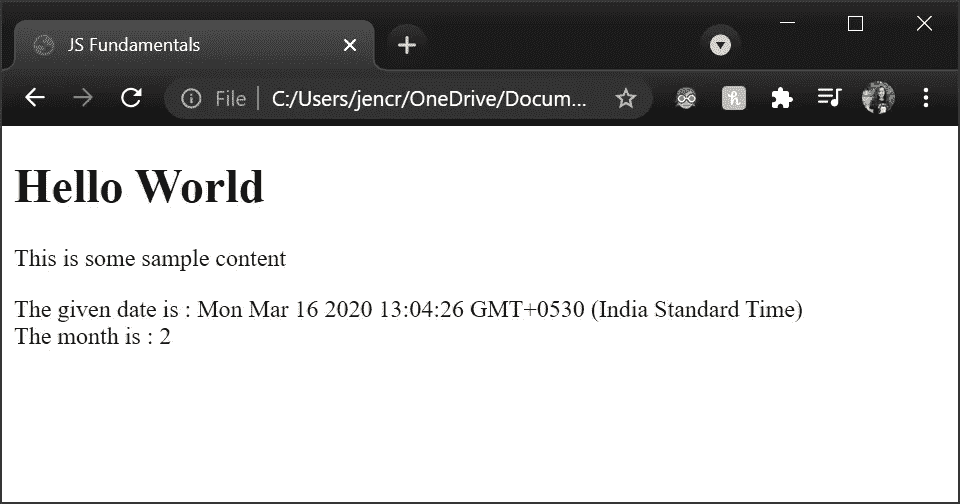 JS Fundamentals
File | C:/Users/jencr/OneDrive/Docum...
Hello World
This is some sample content
The given date is : Mon Mar 16 2020 13:04:26 GMT+0530 (India Standard Time)
The month is : 2